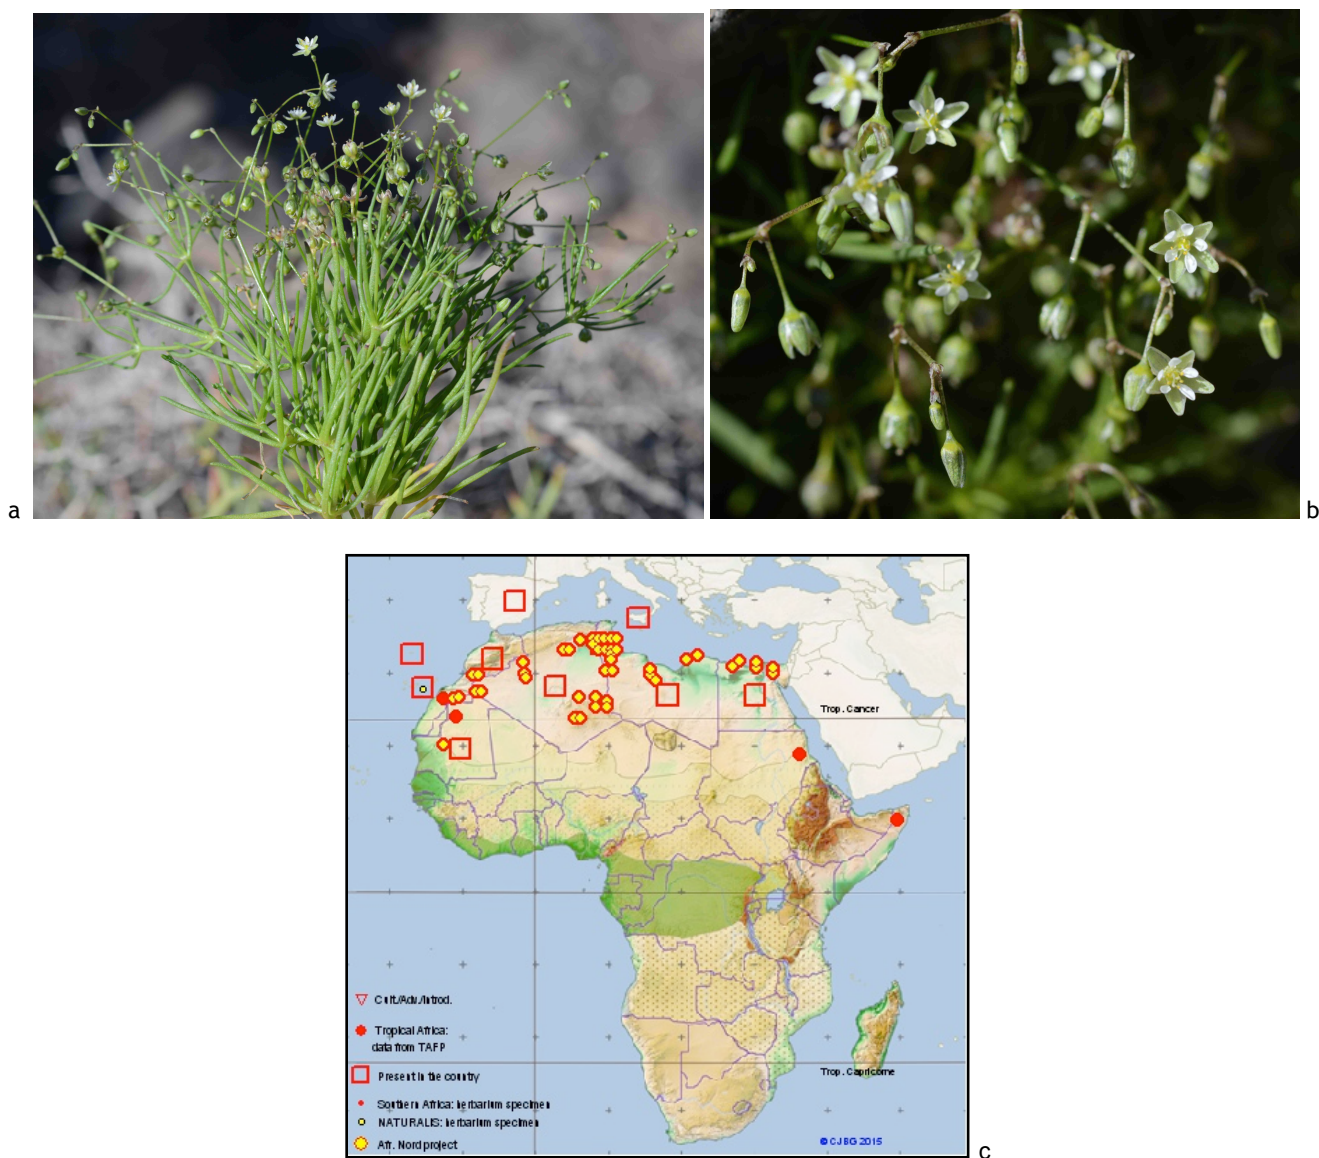 a
b
Trop. Cancer
Trop. Capricorne
Cult./Adv./Introd.
Tropical Africa:
data from TAFP
Present in the country
Southern Africa: herbarium specimen
NATURALIS: herbarium specimen
Afr. Nord project
© CJBG 2015
c